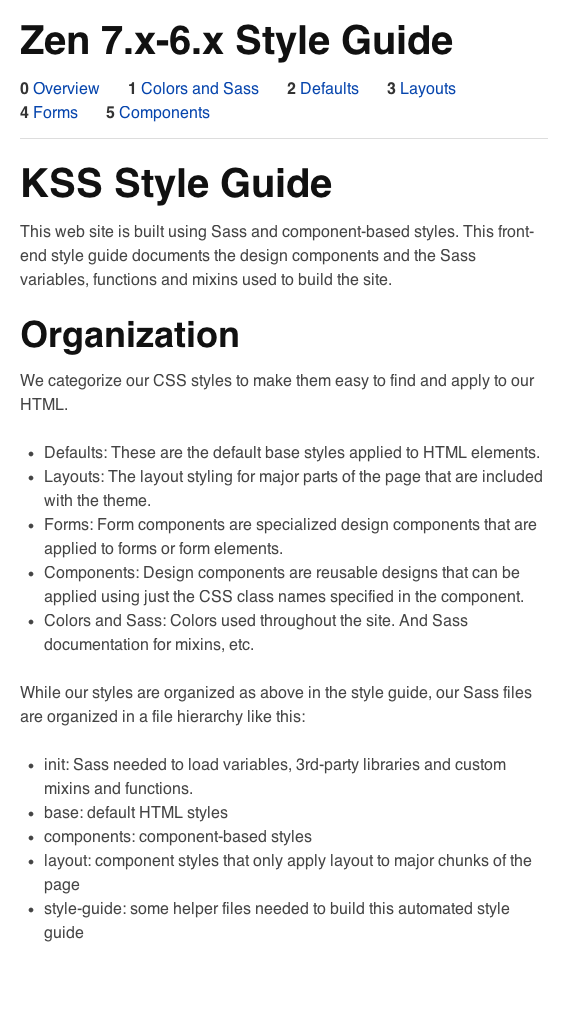 Zen 7.x-6.x Style Guide
0 Overview 1 Colors and Sass 2 Defaults 3 Layouts
4 Forms 5 Components
KSS Style Guide
This web site is built using Sass and component-based styles. This front-
end style guide documents the design components and the Sass
variables, functions and mixins used to build the site.
Organization
We categorize our CSS styles to make them easy to find and apply to our
HTML.
• Defaults: These are the default base styles applied to HTML elements.
• Layouts: The layout styling for major parts of the page that are included
with the theme.
• Forms: Form components are specialized design components that are
applied to forms or form elements.
• Components: Design components are reusable designs that can be
applied using just the CSS class names specified in the component.
• Colors and Sass: Colors used throughout the site. And Sass
documentation for mixins, etc.
While our styles are organized as above in the style guide, our Sass files
are organized in a file hierarchy like this:
• init: Sass needed to load variables, 3rd-party libraries and custom
mixins and functions.
• base: default HTML styles
• components: component-based styles
• layout: component styles that only apply layout to major chunks of the
page
• style-guide: some helper files needed to build this automated style
guide